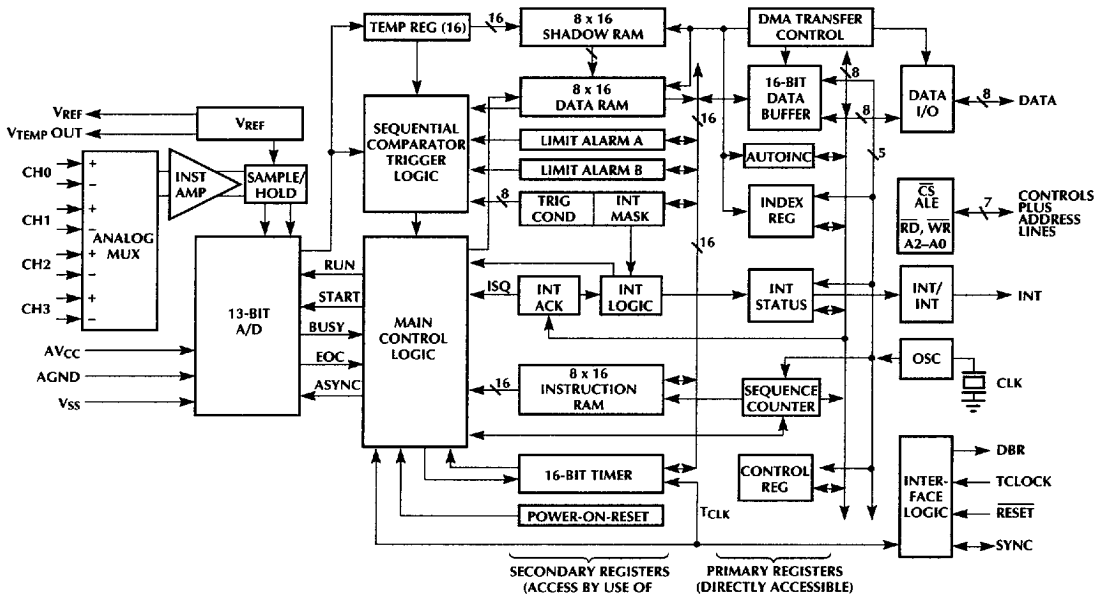 TEMP REG (16)
16
8 x 16
SHADOW RAM
DMA TRANSFER
CONTROL
8 x 16
DATA RAM
16-BIT
DATA
BUFFER
8
8
DATA
I/O
8
DATA
VREF
VTEMP OUT
VREF
SEQUENTIAL
COMPARATOR
TRIGGER
LOGIC
LIMIT ALARM A
LIMIT ALARM B
16
AUTOINC
5
CH0
+
–
CH1
+
–
CH2
+
–
CH3
+
–
ANALOG
MUX
INST
AMP
SAMPLE/
HOLD
8
TRIG
COND
INT
MASK
INDEX
REG
CS
ALE
RD, WR
A2–A0
7
CONTROLS
PLUS
ADDRESS
LINES
16
13-BIT
A/D
RUN
START
BUSY
EOC
ASYNC
MAIN
CONTROL
LOGIC
ISQ
INT
ACK
INT
LOGIC
INT
STATUS
INT/
INT
INT
AVCC
AGND
VSS
16
8 x 16
INSTRUCTION
RAM
SEQUENCE
COUNTER
OSC
CLK
16-BIT TIMER
POWER-ON-RESET
TCLK
CONTROL
REG
INTER-
FACE
LOGIC
DBR
TCLOCK
RESET
SYNC
SECONDARY REGISTERS
(ACCESS BY USE OF
PRIMARY REGISTERS
(DIRECTLY ACCESSIBLE)